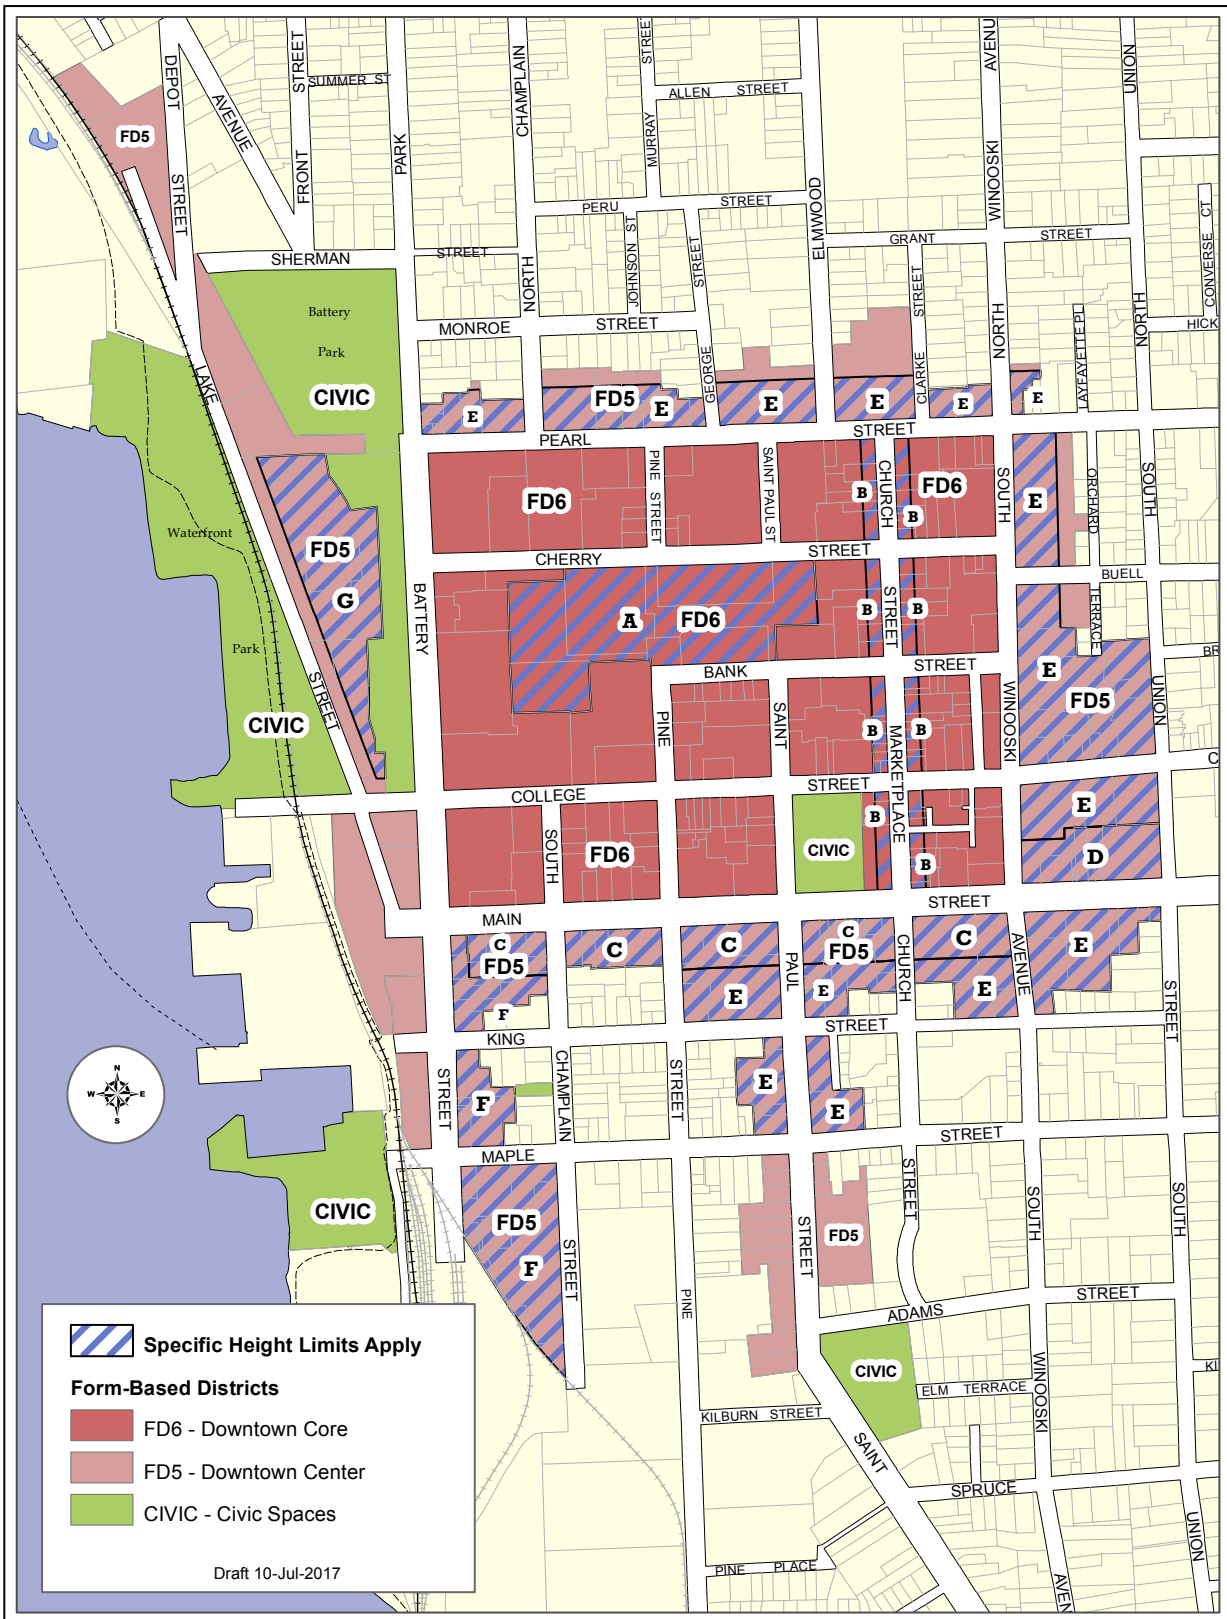 DEPOT
STREET
AVENUE
FRONT
STREET
SUMMER ST
PARK
CHAMPLAIN
NORTH
STREET
MURRAY
ALLEN STREET
ELMWOOD
AVENU
WINOOSKI
NORTH
UNION
NORTH
CONVERSE CT
HICK
FD5
PERU STREET
JOHNSON ST
STREET
GEORGE
GRANT STREET
STREET
CLARKE
SHERMAN STREET
MONROE STREET
Battery
Park
CIVIC
LAKE
STREET
AFAYETTE PL
E
FD5
E
E
E
E
E
PEARL STREET
FD6
PINE STREET
SAINT PAUL ST
B
CHURCH
B
FD6
SOUTH
E
ORCHARD
TERRACE
SOUTH
Waterfront
Park
CIVIC
FD5
G
BATTERY
CHERRY STREET
BUELL
A
FD6
B
STREET
B
E
FD5
BANK STREET
BR
UNION
PINE
SAINT
B
MARKETPLACE
B
WINOOSKI
COLLEGE STREET
C
SOUTH
FD6
CIVIC
B
B
E
D
MAIN STREET
C
FD5
F
C
C
E
PAUL
C
FD5
E
CHURCH
C
E
AVENUE
E
STREET
KING STREET
STREET
F
CHAMPLAIN
STREET
E
E
N
W E
S
MAPLE STREET
CIVIC
FD5
F
STREET
PINE
STREET
FD5
STREET
SOUTH
SOUTH
ADAMS STREET
CIVIC
ELM TERRACE
WINOOSKI
KI
KILBURN STREET
SAINT
SPRUCE
UNION
PINE PLACE
AVEN
Specific Height Limits Apply
Form-Based Districts
FD6 - Downtown Core
FD5 - Downtown Center
CIVIC - Civic Spaces
Draft 10-Jul-2017